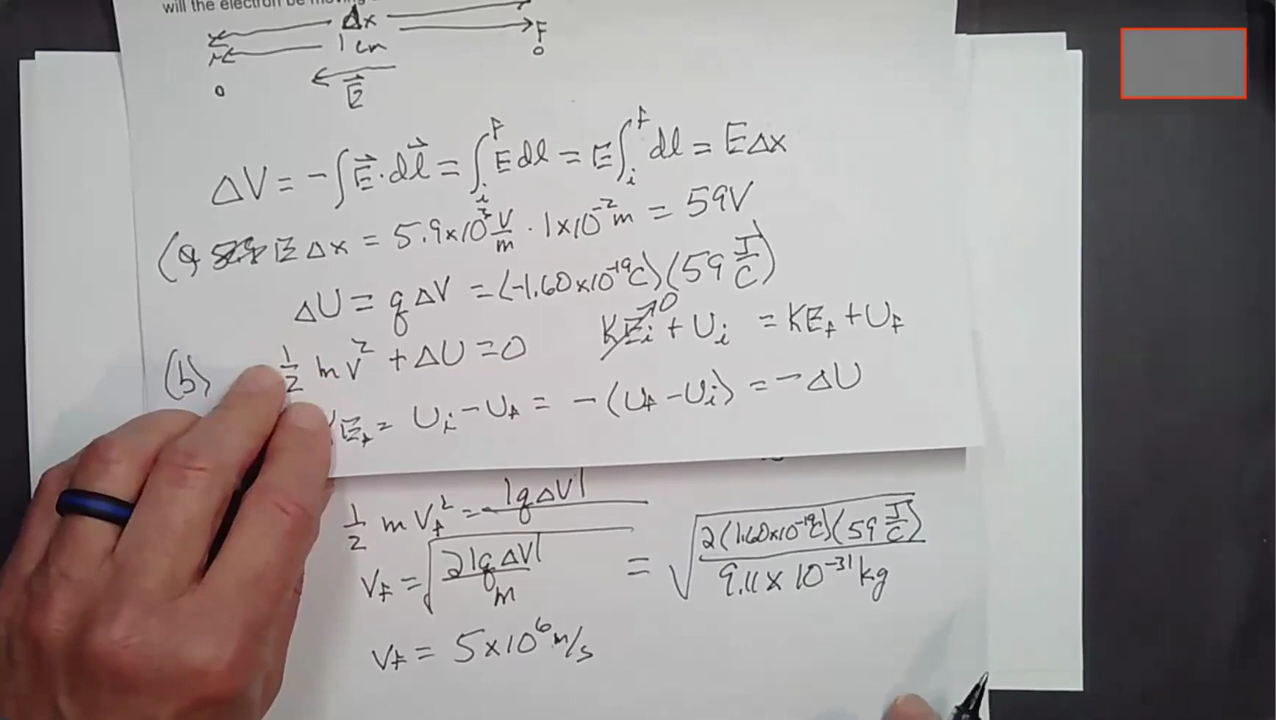 will the electron be moving
Δx
1 cm
F
0
0
E⃗
ΔV = -∫E⃗·dl⃗ = ∫ᵢᶠ E dl = E∫ᵢᶠ dl = EΔx
E Δx = 5.9×10³ V/m · 1×10⁻² m = 59V
ΔU = qΔV = (-1.60×10⁻¹⁹C)(59 J/C)
KEᵢ→0 + Uᵢ = KE_f + U_f
(b) ½ mv² + ΔU = 0
KE_f = Uᵢ - U_f = -(U_f - Uᵢ) = -ΔU
½ m V_f² = |qΔV|
V_f = √(2|qΔV|/m) = √(2(1.60×10⁻¹⁹C)(59 J/C)/9.11×10⁻³¹ kg)
V_f = 5×10⁶ m/s